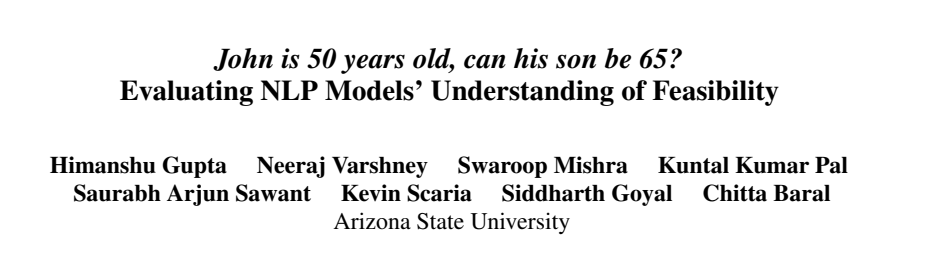 John is 50 years old, can his son be 65?
Evaluating NLP Models' Understanding of Feasibility
Himanshu Gupta Neeraj Varshney Swaroop Mishra Kuntal Kumar Pal
Saurabh Arjun Sawant Kevin Scaria Siddharth Goyal Chitta Baral
Arizona State University